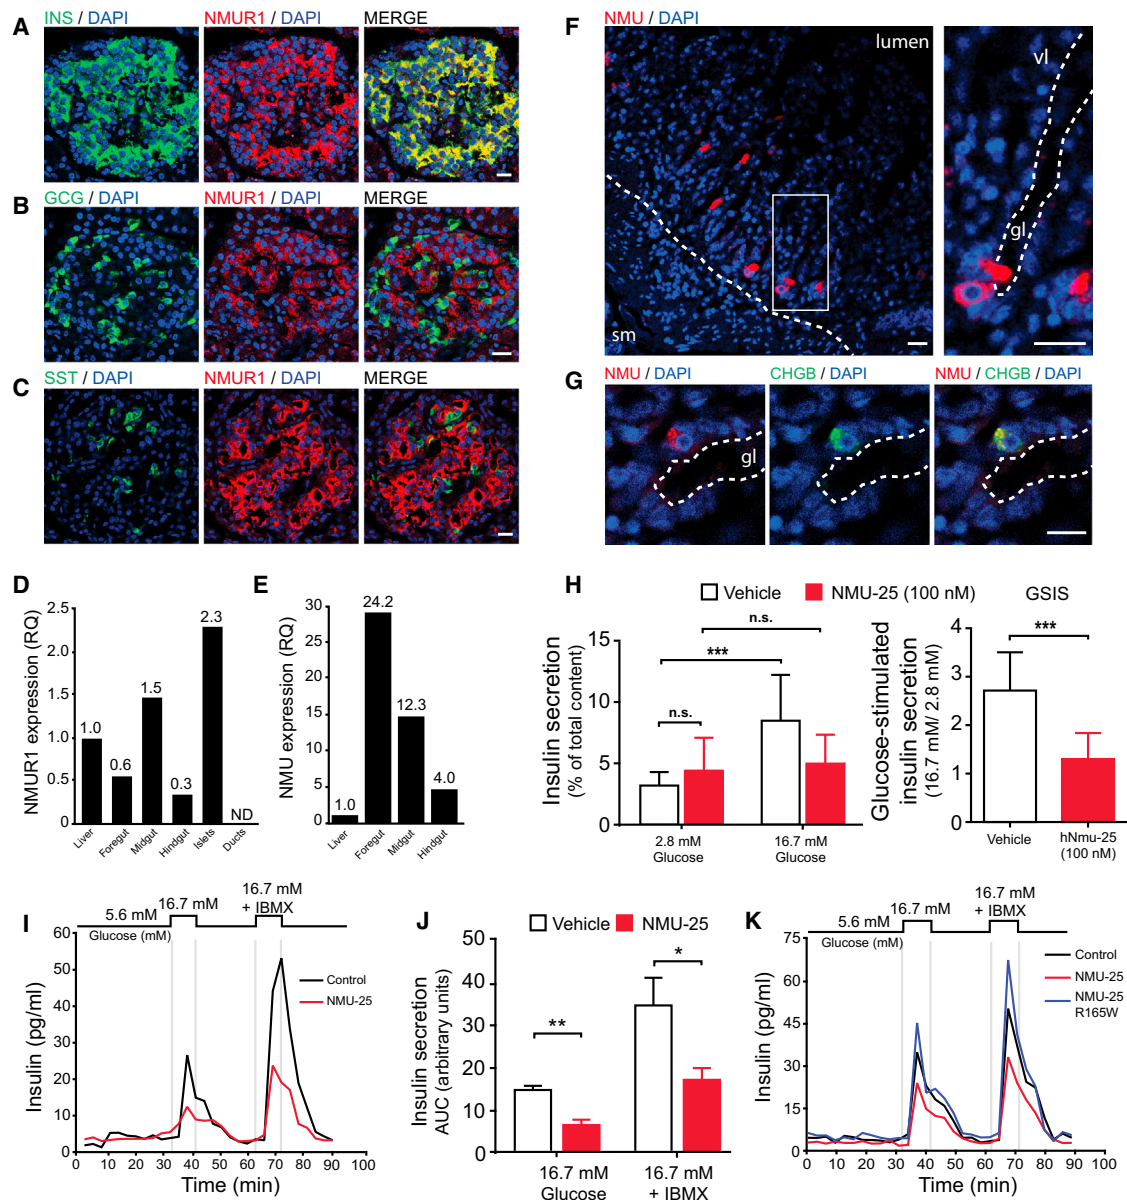 A
INS / DAPI
NMUR1 / DAPI
MERGE
B
GCG / DAPI
NMUR1 / DAPI
MERGE
C
SST / DAPI
NMUR1 / DAPI
MERGE
D
NMUR1 expression (RQ)
2.5
2.0
1.5
1.0
0.5
0
1.0
0.6
1.5
0.3
2.3
ND
Liver
Foregut
Midgut
Hindgut
Islets
Ducts
E
NMU expression (RQ)
30
25
20
15
10
5
0
1.0
24.2
12.3
4.0
Liver
Foregut
Midgut
Hindgut
F
NMU / DAPI
lumen
sm
vl
gl
G
NMU / DAPI
CHGB / DAPI
NMU / CHGB / DAPI
gl
H
Vehicle
NMU-25 (100 nM)
Insulin secretion
(% of total content)
15
10
5
0
n.s.
***
n.s.
2.8 mM
Glucose
16.7 mM
Glucose
GSIS
Glucose-stimulated
insulin secretion
(16.7 mM/ 2.8 mM)
4
3
2
1
0
***
Vehicle
hNmu-25
(100 nM)
I
5.6 mM
16.7 mM
16.7 mM
+ IBMX
Glucose (mM)
Insulin (pg/ml)
60
50
40
30
20
10
0
Control
NMU-25
0 10 20 30 40 50 60 70 80 90 100
Time (min)
J
Vehicle
NMU-25
Insulin secretion
AUC (arbitrary units)
50
40
30
20
10
0
**
*
16.7 mM
Glucose
16.7 mM
+ IBMX
K
5.6 mM
16.7 mM
16.7 mM
+ IBMX
Glucose (mM)
Insulin (pg/ml)
75
60
45
30
15
0
Control
NMU-25
NMU-25
R165W
0 10 20 30 40 50 60 70 80 90 100
Time (min)